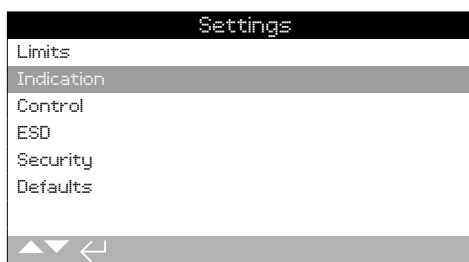 Settings
Limits
Indication
Control
ESD
Security
Defaults